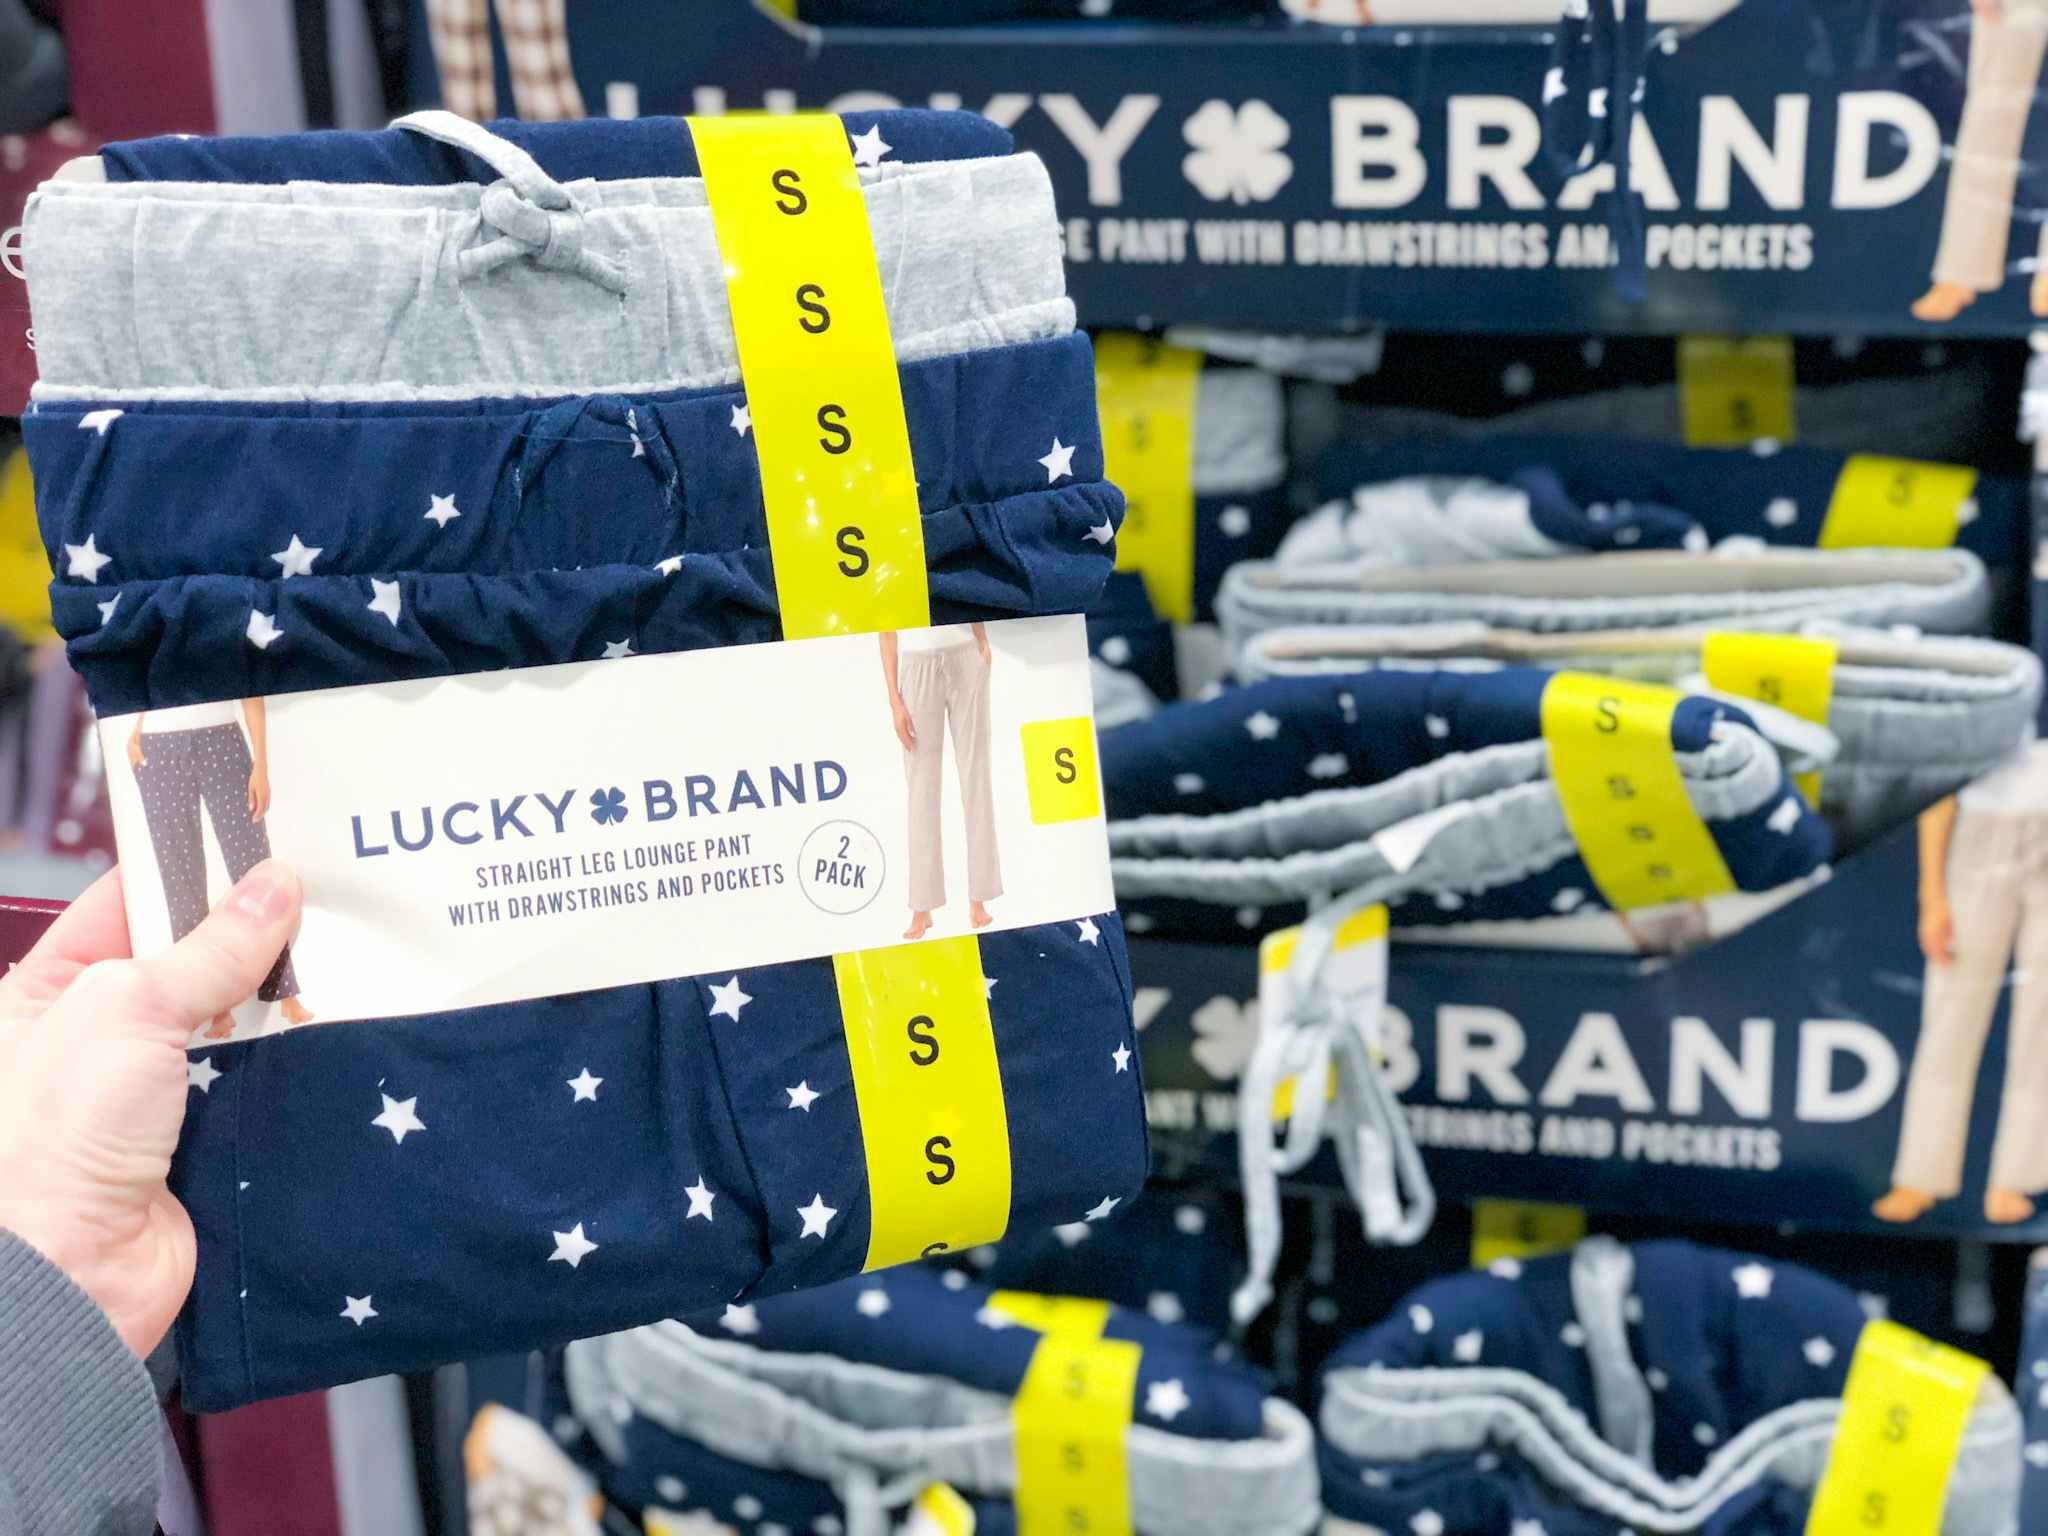 S
S
S
S
LUCKY BRAND
STRAIGHT LEG LOUNGE PANT
WITH DRAWSTRINGS AND POCKETS
2
PACK
S
S
S
S
LUCKY BRAND
PANT WITH DRAWSTRINGS AND POCKETS
S
S
S
S
BRAND
AND POCKETS
S
S
S
S